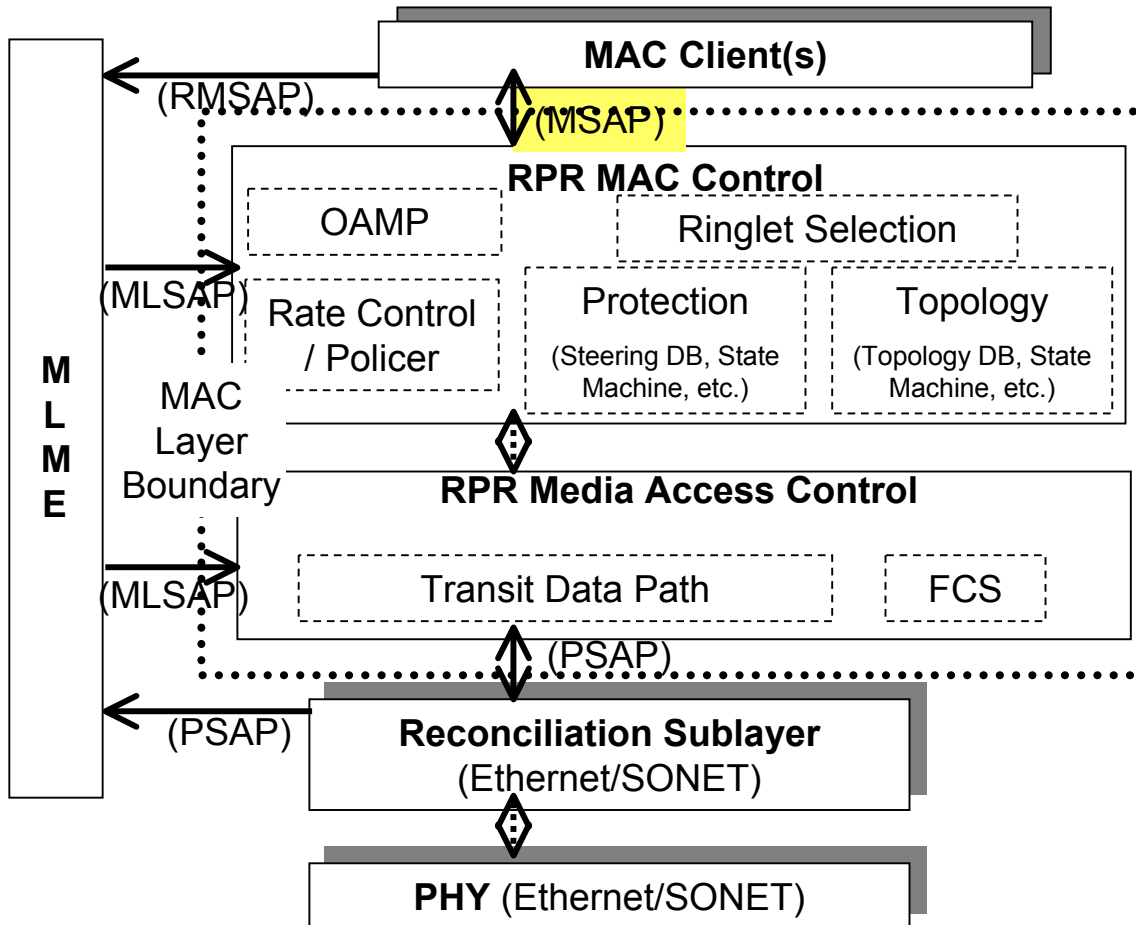 MAC Client(s)
(RMSAP)
(MSAP)
RPR MAC Control
OAMP
Ringlet Selection
(MLSAP)
Rate Control
/ Policer
Protection
(Steering DB, State
Machine, etc.)
Topology
(Topology DB, State
Machine, etc.)
M
L
M
E
MAC
Layer
Boundary
RPR Media Access Control
(MLSAP)
Transit Data Path
FCS
(PSAP)
(PSAP)
Reconciliation Sublayer
(Ethernet/SONET)
PHY (Ethernet/SONET)